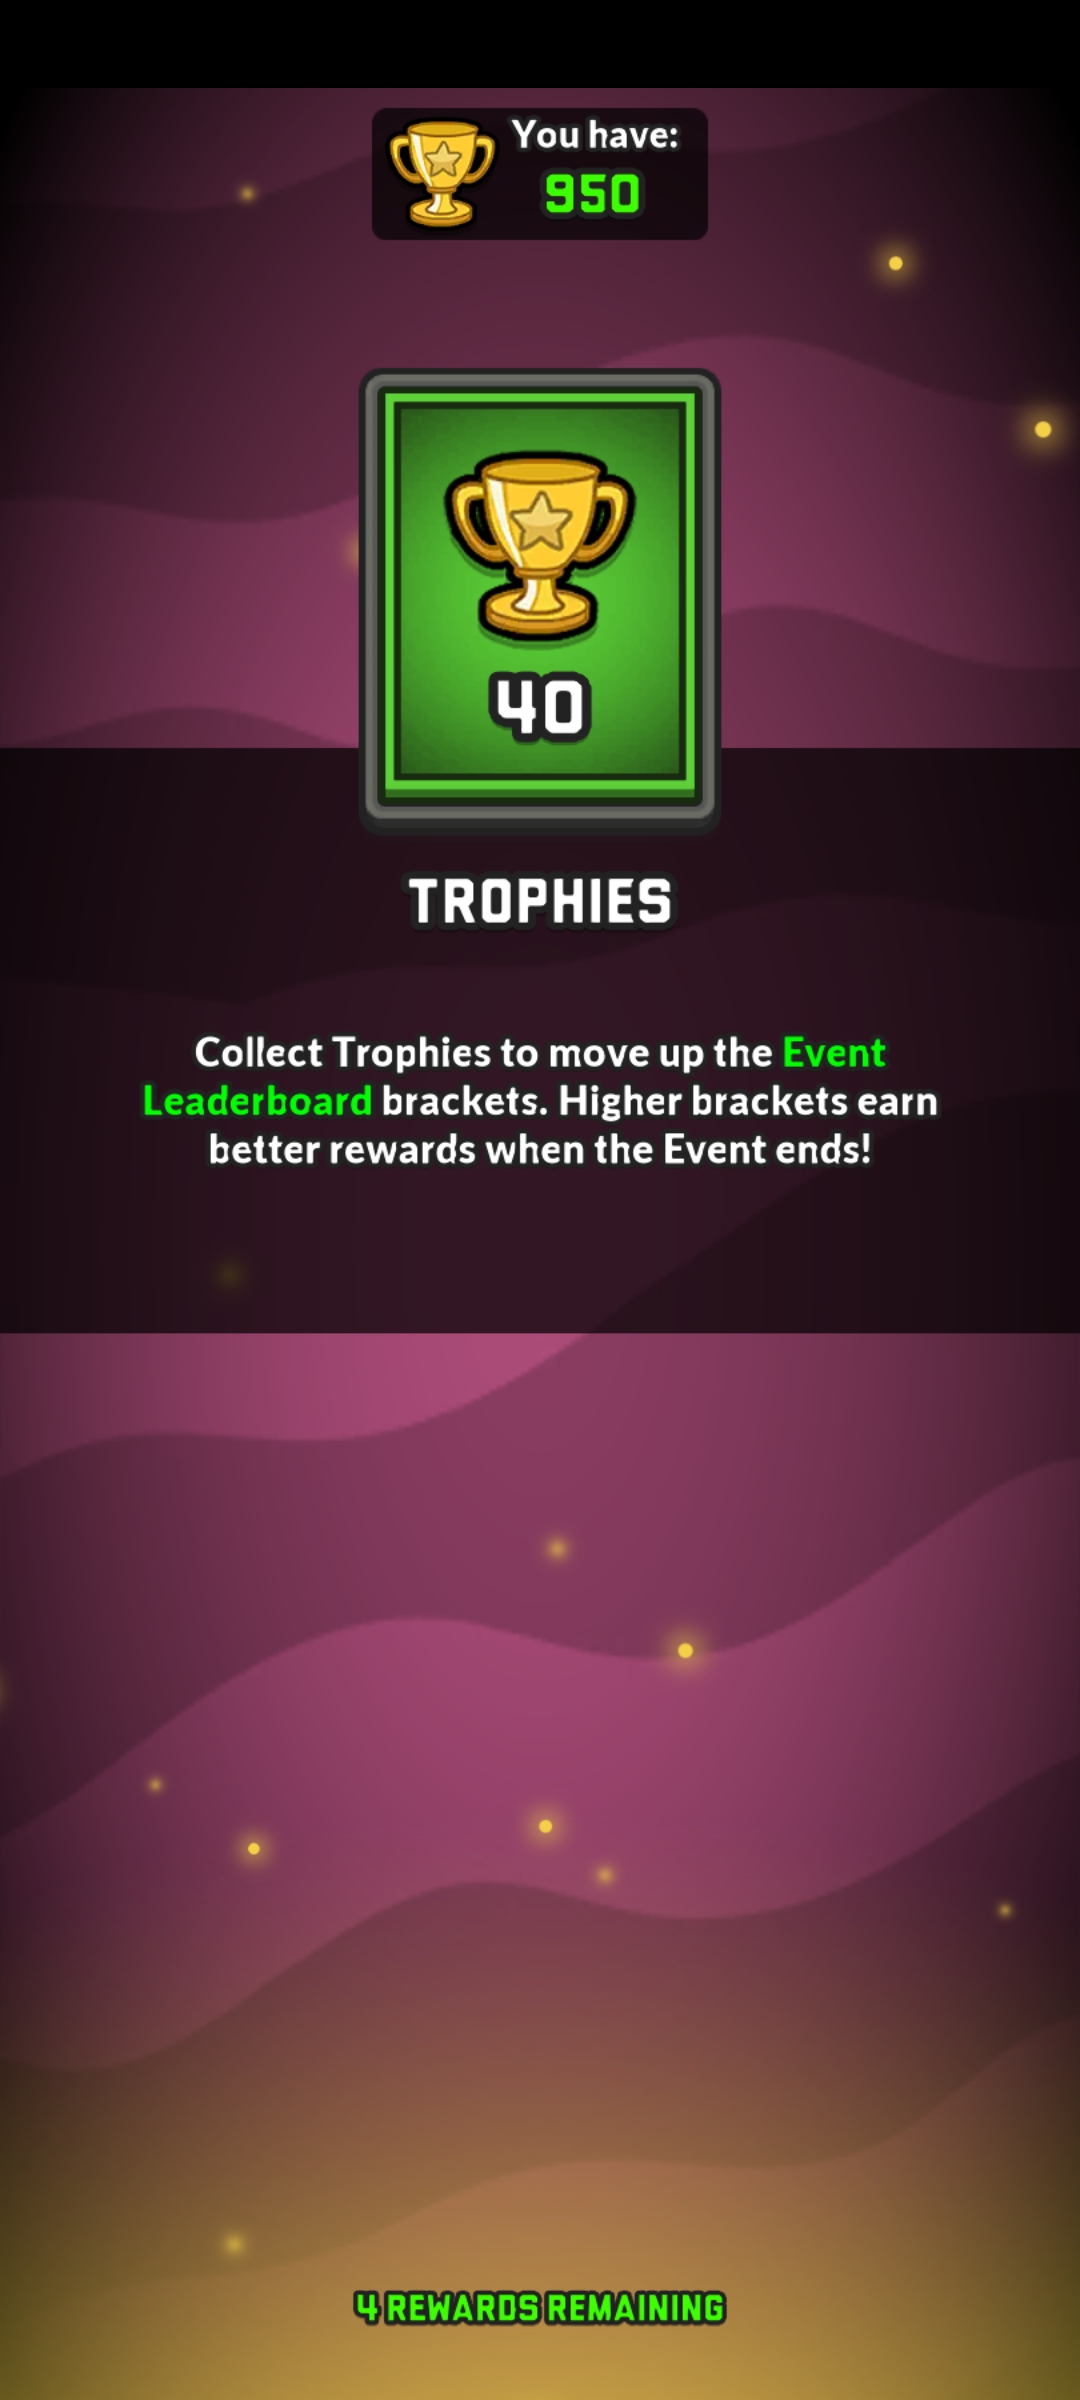 You have:
950
40
TROPHIES
Collect Trophies to move up the Event
Leaderboard brackets. Higher brackets earn
better rewards when the Event ends!
4 REWARDS REMAINING